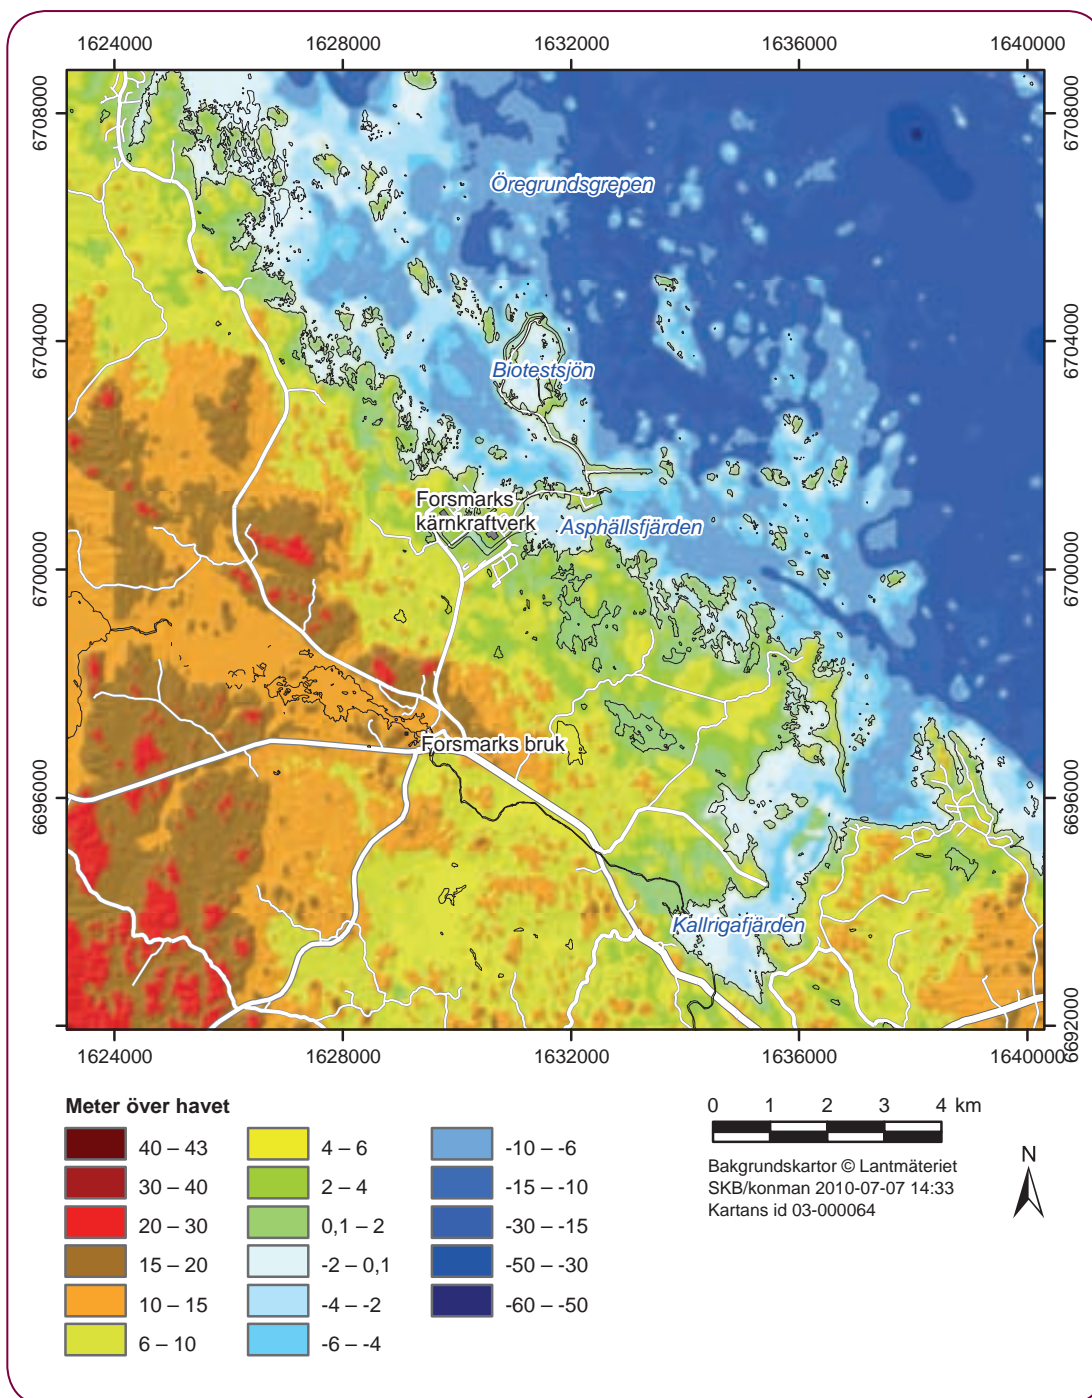 1624000 1628000 1632000 1636000 1640000
6708000 6708000
Öregrundsgrepen
6704000 6704000
Biotestsjön
Forsmarks
kärnkraftverk
Asphällsfjärden
6700000 6700000
Forsmarks bruk
6696000 6696000
Kallrigafjärden
6692000
1624000 1628000 1632000 1636000 1640000
Meter över havet
40 – 43
30 – 40
20 – 30
15 – 20
10 – 15
6 – 10
4 – 6
2 – 4
0,1 – 2
-2 – 0,1
-4 – -2
-6 – -4
-10 – -6
-15 – -10
-30 – -15
-50 – -30
-60 – -50
0 1 2 3 4 km
Bakgrundskartor © Lantmäteriet
SKB/konman 2010-07-07 14:33
Kartans id 03-000064
N